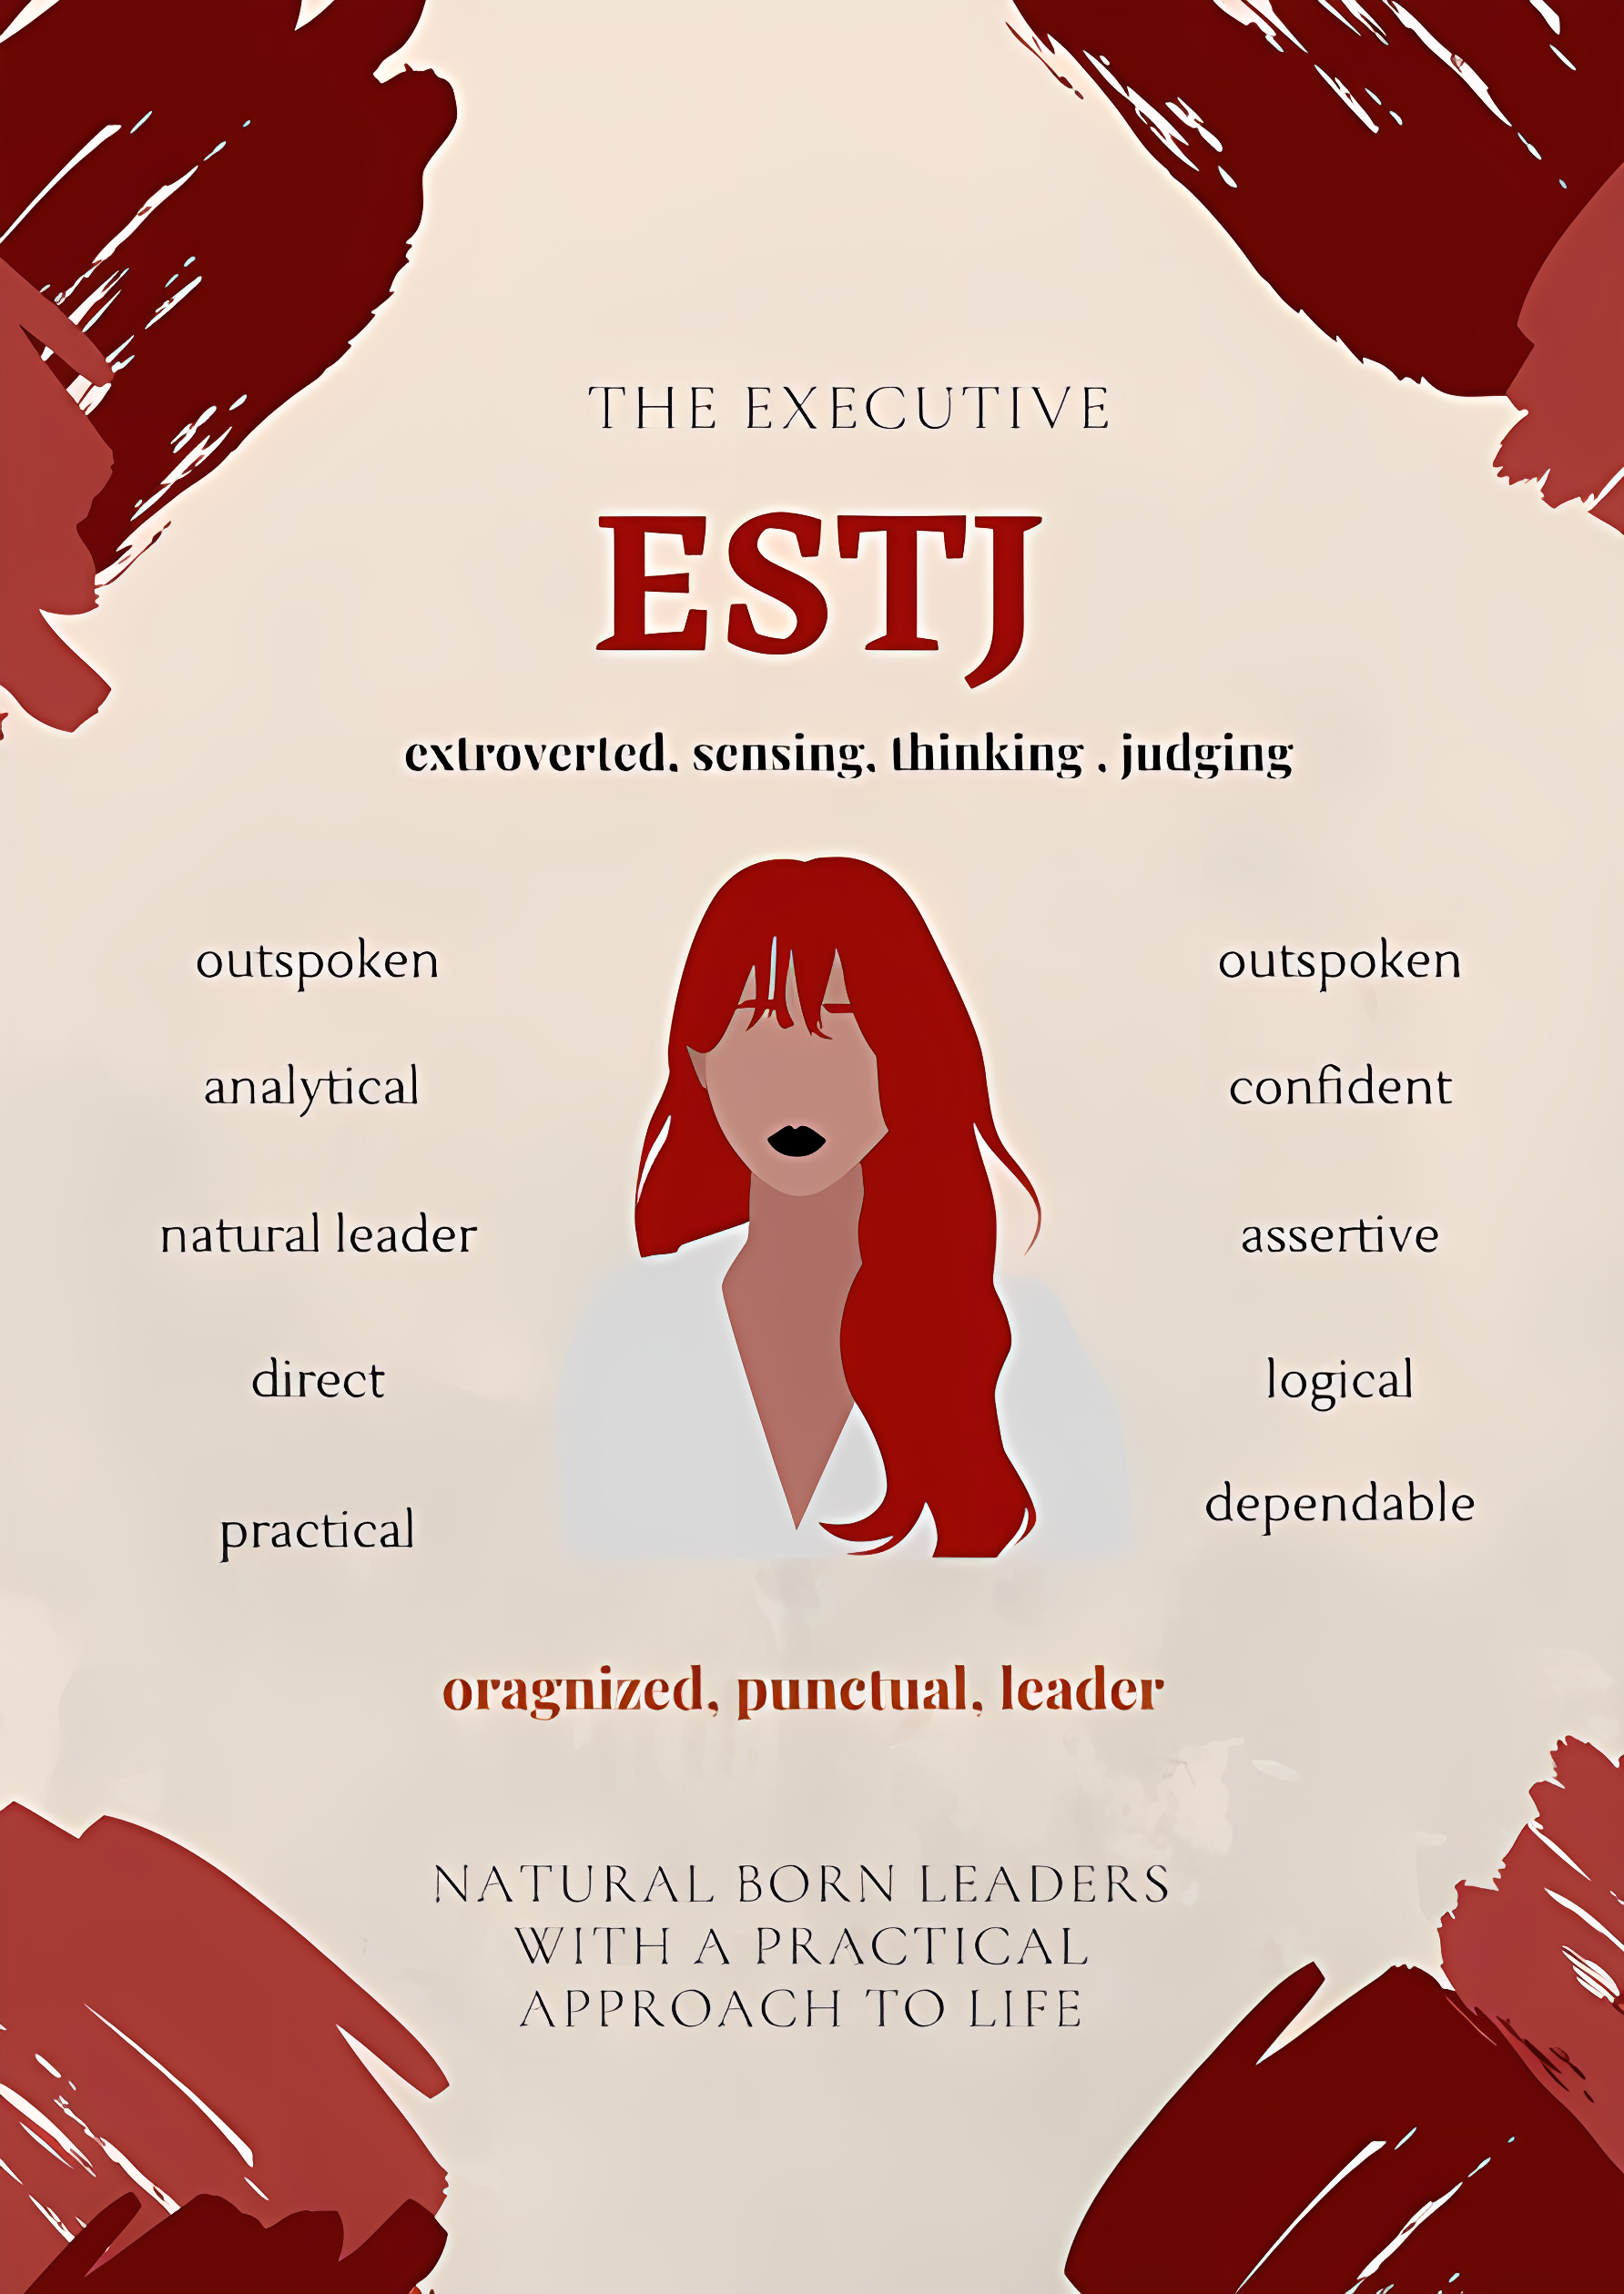 THE EXECUTIVE
ESTJ
extroverted, sensing, thinking , judging
outspoken
outspoken
analytical
confident
natural leader
assertive
direct
logical
practical
dependable
oragnized, punctual, leader
NATURAL BORN LEADERS
WITH A PRACTICAL
APPROACH TO LIFE